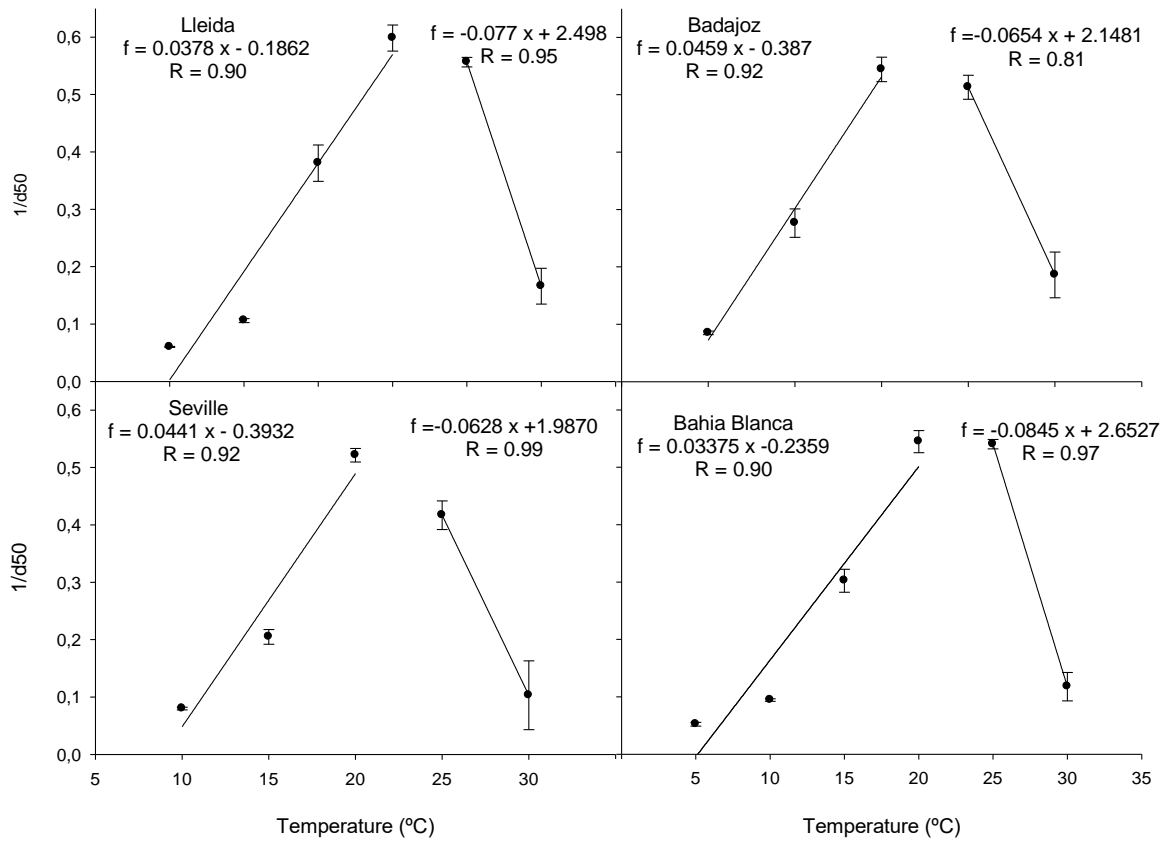 Lleida
f = 0.0378 x - 0.1862
R = 0.90
f = -0.077 x + 2.498
R = 0.95
Badajoz
f = 0.0459 x - 0.387
R = 0.92
f =-0.0654 x + 2.1481
R = 0.81
1/d50
0,6
0,5
0,4
0,3
0,2
0,1
0,0
Seville
f = 0.0441 x - 0.3932
R = 0.92
f =-0.0628 x +1.9870
R = 0.99
Bahia Blanca
f = 0.03375 x -0.2359
R = 0.90
f = -0.0845 x + 2.6527
R = 0.97
1/d50
0,6
0,5
0,4
0,3
0,2
0,1
0,0
5 10 15 20 25 30 5 10 15 20 25 30 35
Temperature (ºC) Temperature (ºC)